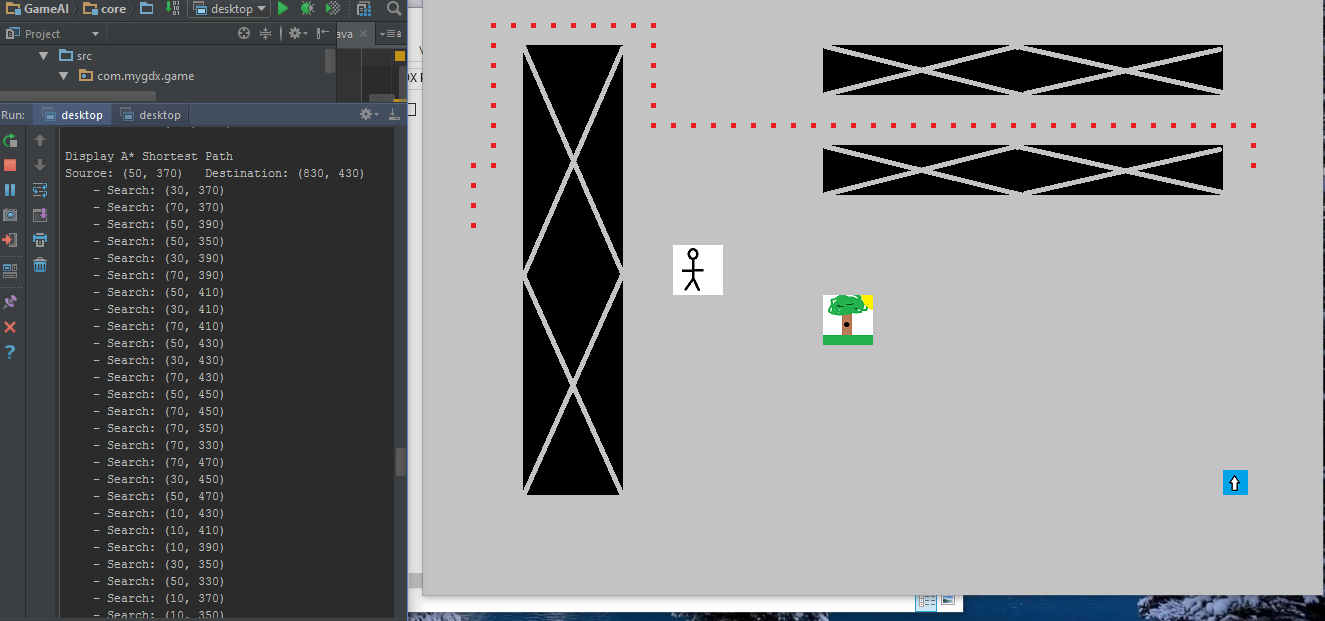 GameAI core desktop
Project ava
src
com.mygdx.game
Run: desktop desktop
Display A* Shortest Path
Source: (50, 370)   Destination: (830, 430)
- Search: (30, 370)
- Search: (70, 370)
- Search: (50, 390)
- Search: (50, 350)
- Search: (30, 390)
- Search: (70, 390)
- Search: (50, 410)
- Search: (30, 410)
- Search: (70, 410)
- Search: (50, 430)
- Search: (30, 430)
- Search: (70, 430)
- Search: (50, 450)
- Search: (70, 450)
- Search: (70, 350)
- Search: (70, 330)
- Search: (70, 470)
- Search: (30, 450)
- Search: (50, 470)
- Search: (10, 430)
- Search: (10, 410)
- Search: (10, 390)
- Search: (30, 350)
- Search: (50, 330)
- Search: (10, 370)
- Search: (10, 350)